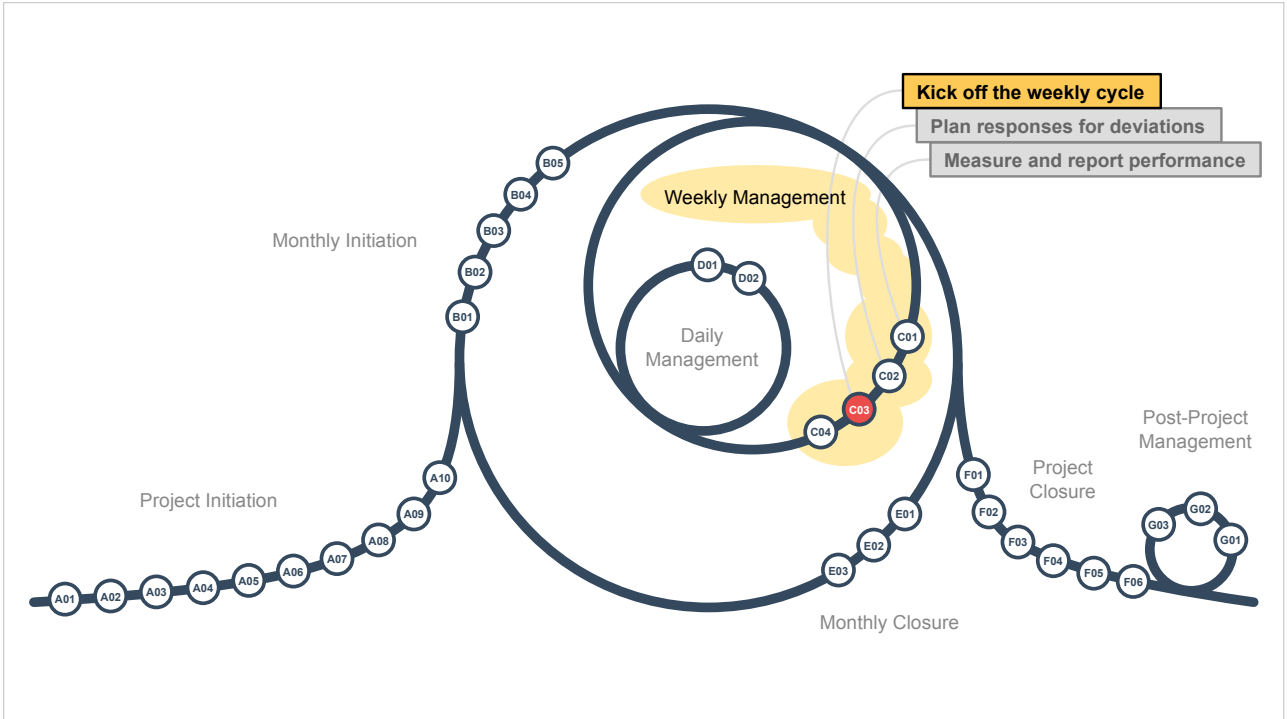 Kick off the weekly cycle
Plan responses for deviations
Measure and report performance
B05
Weekly Management
B04
B03
Monthly Initiation
D01
B02
D02
B01
Daily
Management
C01
C02
C03
C04
Post-Project
Management
A10
Project
Closure
F01
Project Initiation
G02
A09
E01
F02
G03
A08
E02
F03
G01
A07
F04
A06
E03
F05
A05
F06
A04
A03
A02
A01
Monthly Closure